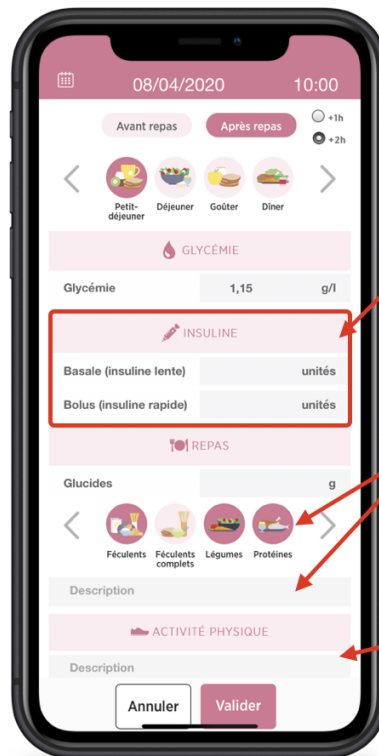 08/04/2020 10:00
Avant repas Après repas +1h
+2h
Petit-déjeuner Déjeuner Goûter Dîner
GLYCÉMIE
Glycémie 1,15 g/l
INSULINE
Basale (insuline lente) unités
Bolus (insuline rapide) unités
REPAS
Glucides g
Féculents Féculents complets Légumes Protéines
Description
ACTIVITÉ PHYSIQUE
Description
Annuler Valider